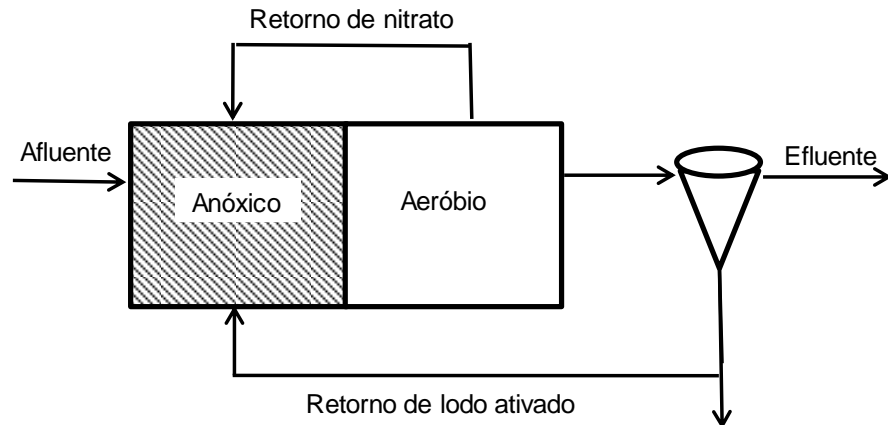 Retorno de nitrato
Afluente
Efluente
Anóxico
Aeróbio
Retorno de lodo ativado